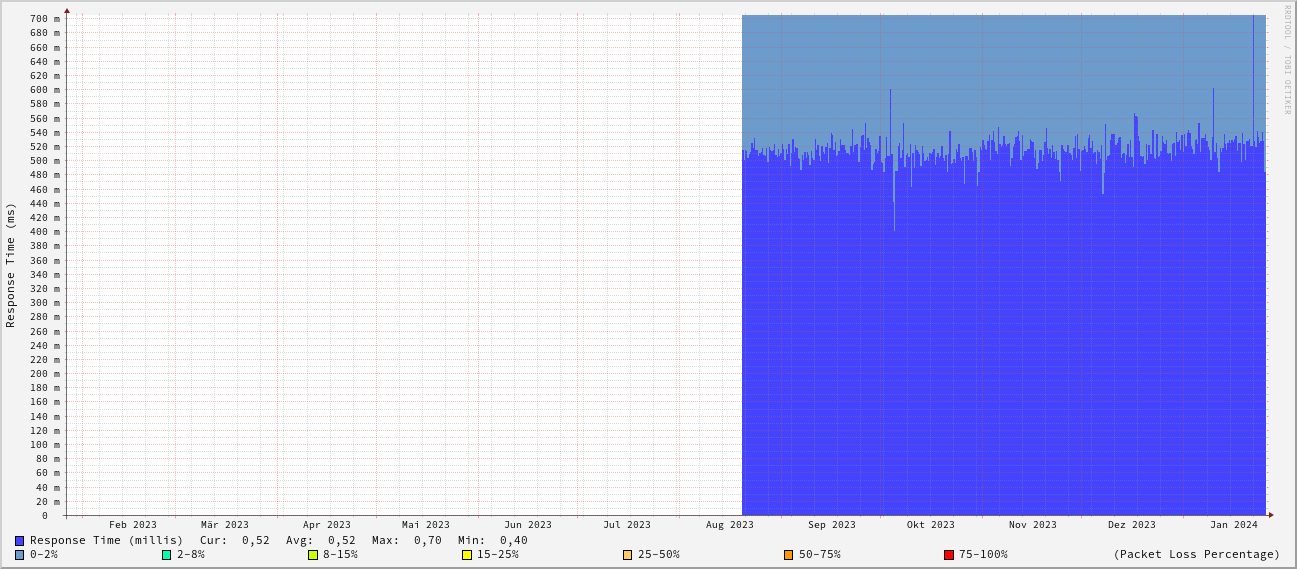 RRDTOOL / TOBI OETIKER
Response Time (ms)
700 m
680 m
660 m
640 m
620 m
600 m
580 m
560 m
540 m
520 m
500 m
480 m
460 m
440 m
420 m
400 m
380 m
360 m
340 m
320 m
300 m
280 m
260 m
240 m
220 m
200 m
180 m
160 m
140 m
120 m
100 m
80 m
60 m
40 m
20 m
0
Feb 2023 Mär 2023 Apr 2023 Mai 2023 Jun 2023 Jul 2023 Aug 2023 Sep 2023 Okt 2023 Nov 2023 Dez 2023 Jan 2024
Response Time (millis) Cur: 0,52 Avg: 0,52 Max: 0,70 Min: 0,40
0-2% 2-8% 8-15% 15-25% 25-50% 50-75% 75-100% (Packet Loss Percentage)